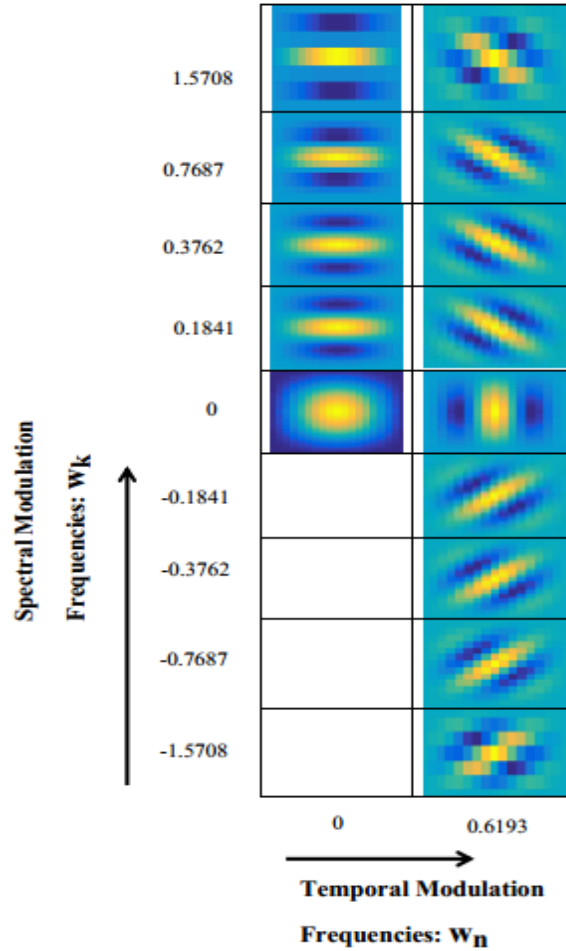 1.5708
0.7687
0.3762
0.1841
0
-0.1841
-0.3762
-0.7687
-1.5708
Spectral Modulation
Frequencies: Wk
0
0.6193
Temporal Modulation
Frequencies: Wn